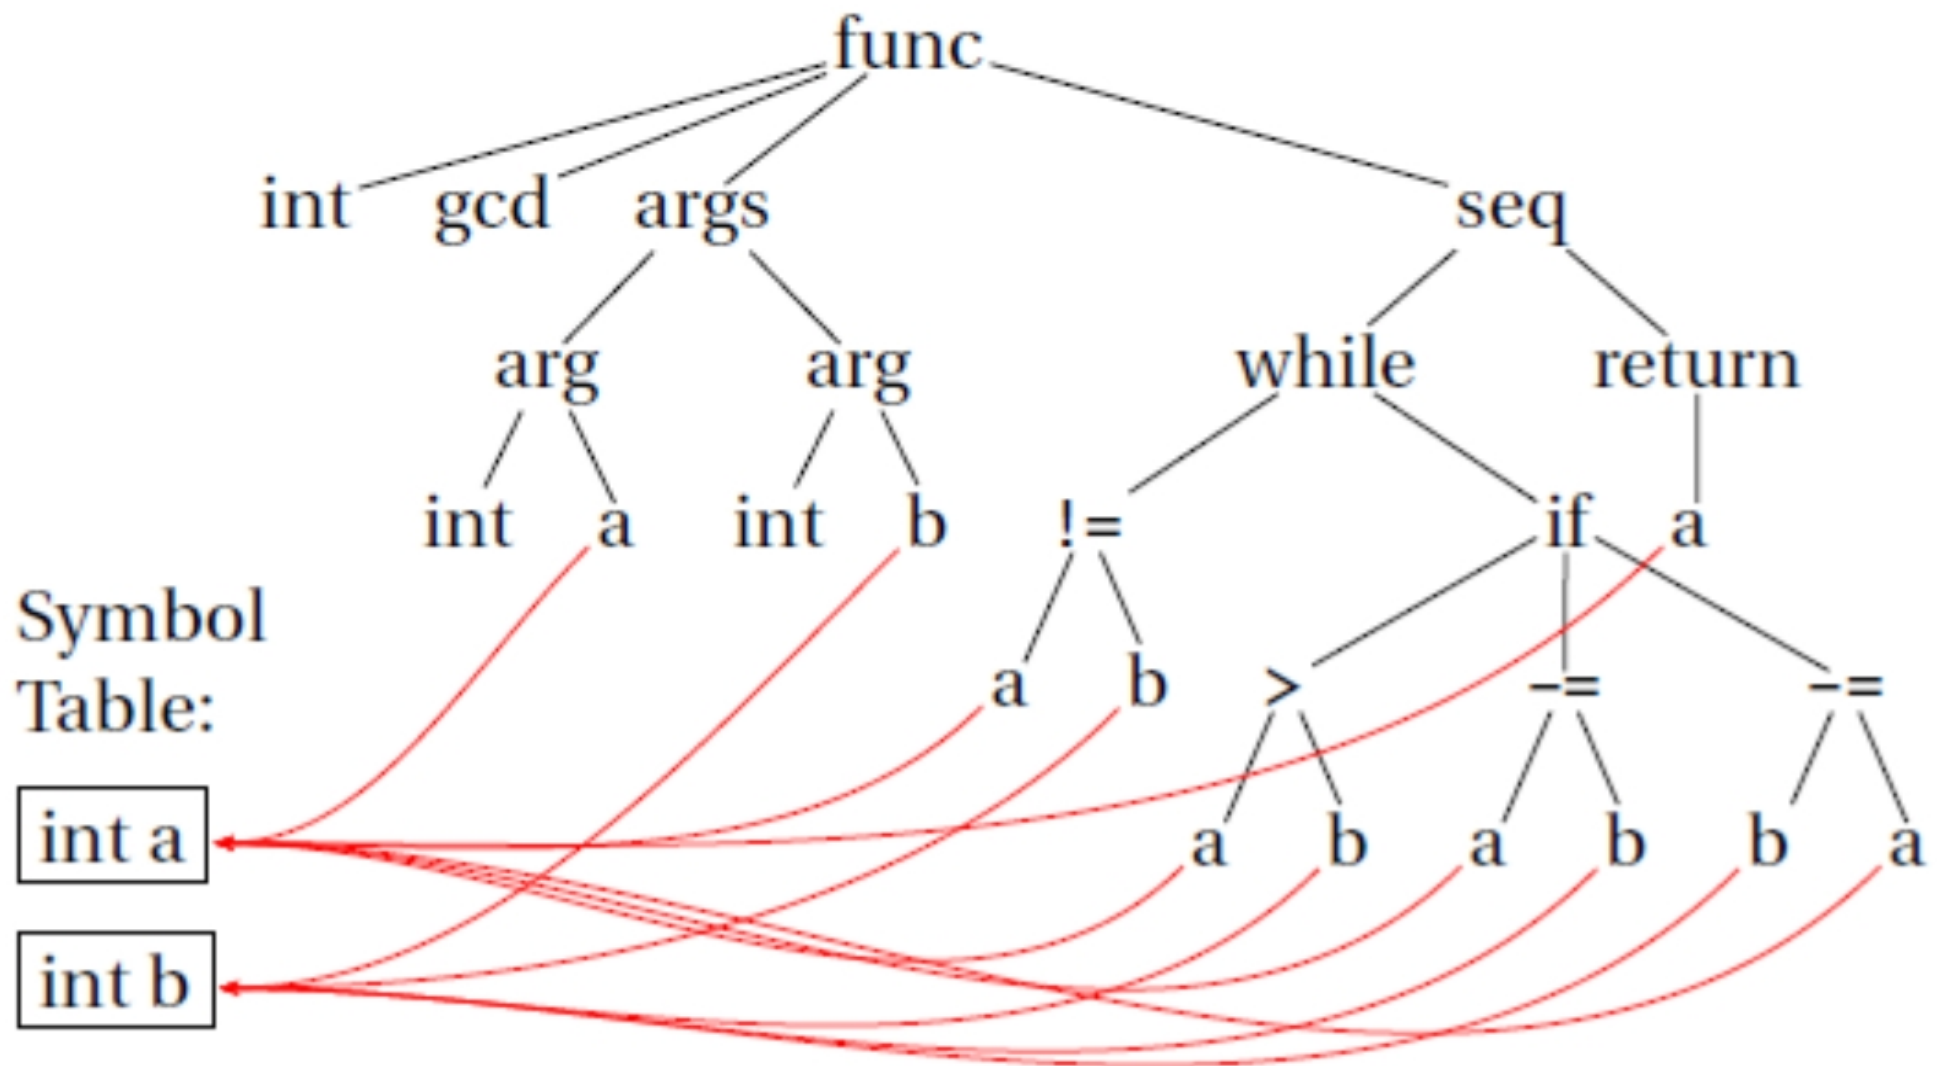 func
int gcd args seq
arg arg while return
int a int b != if a
Symbol
Table:
a b > -= -=
int a
a b a b b a
int b